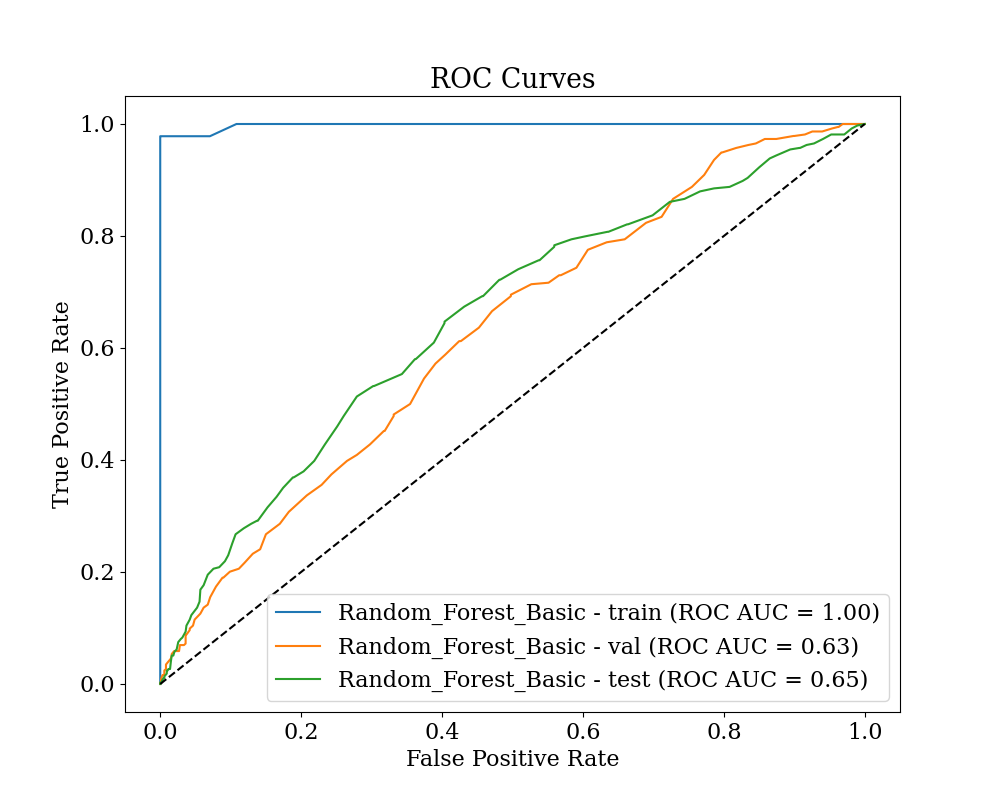 ROC Curves
True Positive Rate
1.0
0.8
0.6
0.4
0.2
0.0
Random_Forest_Basic - train (ROC AUC = 1.00)
Random_Forest_Basic - val (ROC AUC = 0.63)
Random_Forest_Basic - test (ROC AUC = 0.65)
0.0 0.2 0.4 0.6 0.8 1.0
False Positive Rate